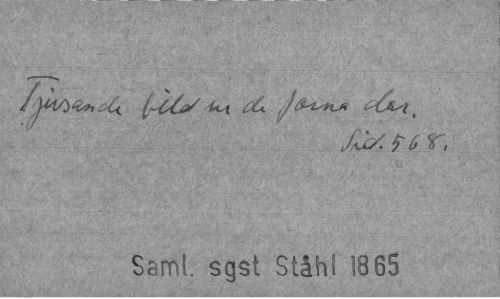 Tjusande bild ur de forna dar.
Sid. 568.
Saml. sgst Ståhl 1865